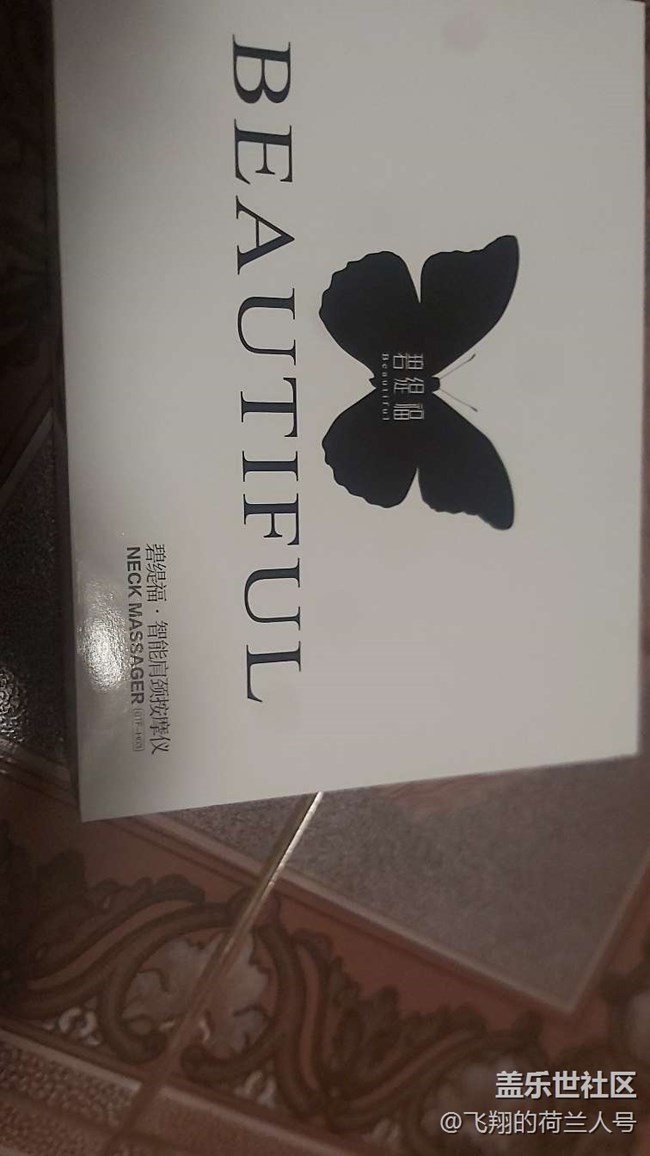 碧缇福
Beautiful
BEAUTIFUL
碧缇福·智能肩颈按摩仪
NECK MASSAGER
盖乐世社区
@飞翔的荷兰人号